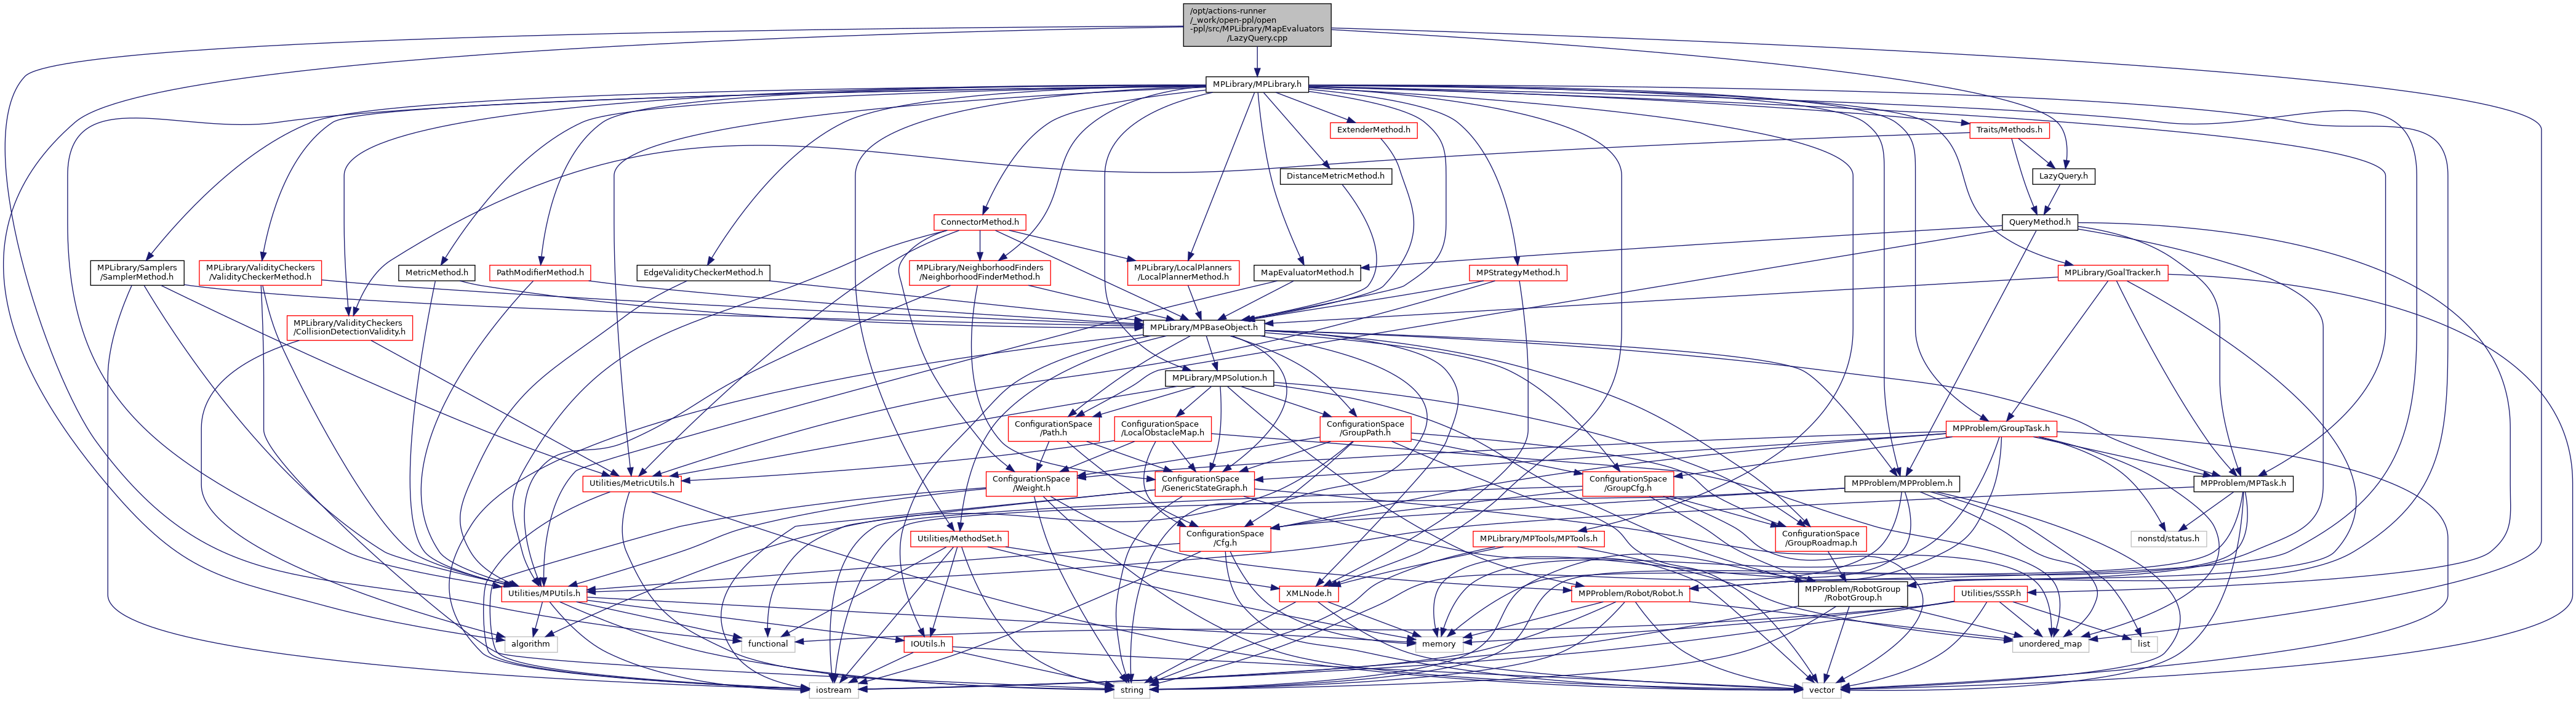 /opt/actions-runner
/_work/open-ppl/open
-ppl/src/MPLibrary/MapEvaluators
/LazyQuery.cpp
MPLibrary/MPLibrary.h
ExtenderMethod.h
Traits/Methods.h
DistanceMetricMethod.h
LazyQuery.h
ConnectorMethod.h
QueryMethod.h
MPLibrary/Samplers
/SamplerMethod.h
MPLibrary/ValidityCheckers
/ValidityCheckerMethod.h
MetricMethod.h
PathModifierMethod.h
EdgeValidityCheckerMethod.h
MPLibrary/NeighborhoodFinders
/NeighborhoodFinderMethod.h
MPLibrary/LocalPlanners
/LocalPlannerMethod.h
MapEvaluatorMethod.h
MPStrategyMethod.h
MPLibrary/GoalTracker.h
MPLibrary/ValidityCheckers
/CollisionDetectionValidity.h
MPLibrary/MPBaseObject.h
MPLibrary/MPSolution.h
ConfigurationSpace
/Path.h
ConfigurationSpace
/LocalObstacleMap.h
ConfigurationSpace
/GroupPath.h
MPProblem/GroupTask.h
Utilities/MetricUtils.h
ConfigurationSpace
/Weight.h
ConfigurationSpace
/GenericStateGraph.h
ConfigurationSpace
/GroupCfg.h
MPProblem/MPProblem.h
MPProblem/MPTask.h
Utilities/MethodSet.h
ConfigurationSpace
/Cfg.h
MPLibrary/MPTools/MPTools.h
ConfigurationSpace
/GroupRoadmap.h
nonstd/status.h
Utilities/MPUtils.h
XMLNode.h
MPProblem/Robot/Robot.h
MPProblem/RobotGroup
/RobotGroup.h
Utilities/SSSP.h
algorithm
functional
IOUtils.h
memory
unordered_map
list
iostream
string
vector